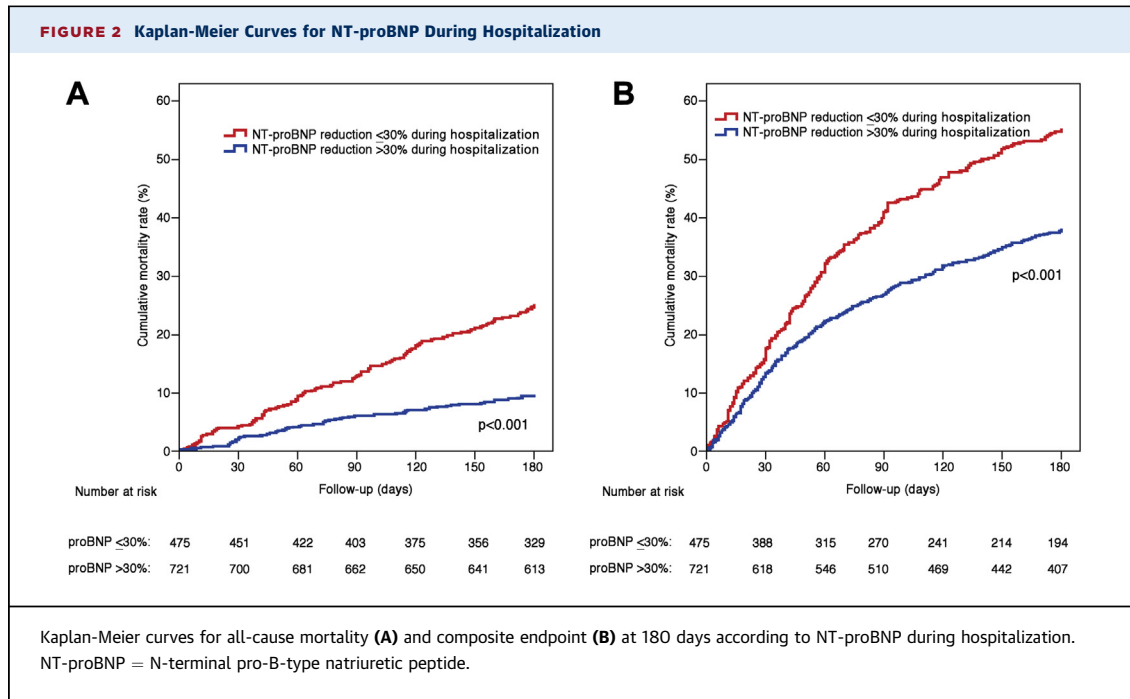 FIGURE 2 Kaplan-Meier Curves for NT-proBNP During Hospitalization
A
60
50
40
30
20
10
0
Cumulative mortality rate (%)
NT-proBNP reduction ≤30% during hospitalization
NT-proBNP reduction >30% during hospitalization
p<0.001
0 30 60 90 120 150 180
Number at risk
Follow-up (days)
proBNP ≤30%: 475 451 422 403 375 356 329
proBNP >30%: 721 700 681 662 650 641 613
B
60
50
40
30
20
10
0
Cumulative mortality rate (%)
NT-proBNP reduction ≤30% during hospitalization
NT-proBNP reduction >30% during hospitalization
p<0.001
0 30 60 90 120 150 180
Number at risk
Follow-up (days)
proBNP ≤30%: 475 388 315 270 241 214 194
proBNP >30%: 721 618 546 510 469 442 407
Kaplan-Meier curves for all-cause mortality (A) and composite endpoint (B) at 180 days according to NT-proBNP during hospitalization.
NT-proBNP = N-terminal pro-B-type natriuretic peptide.